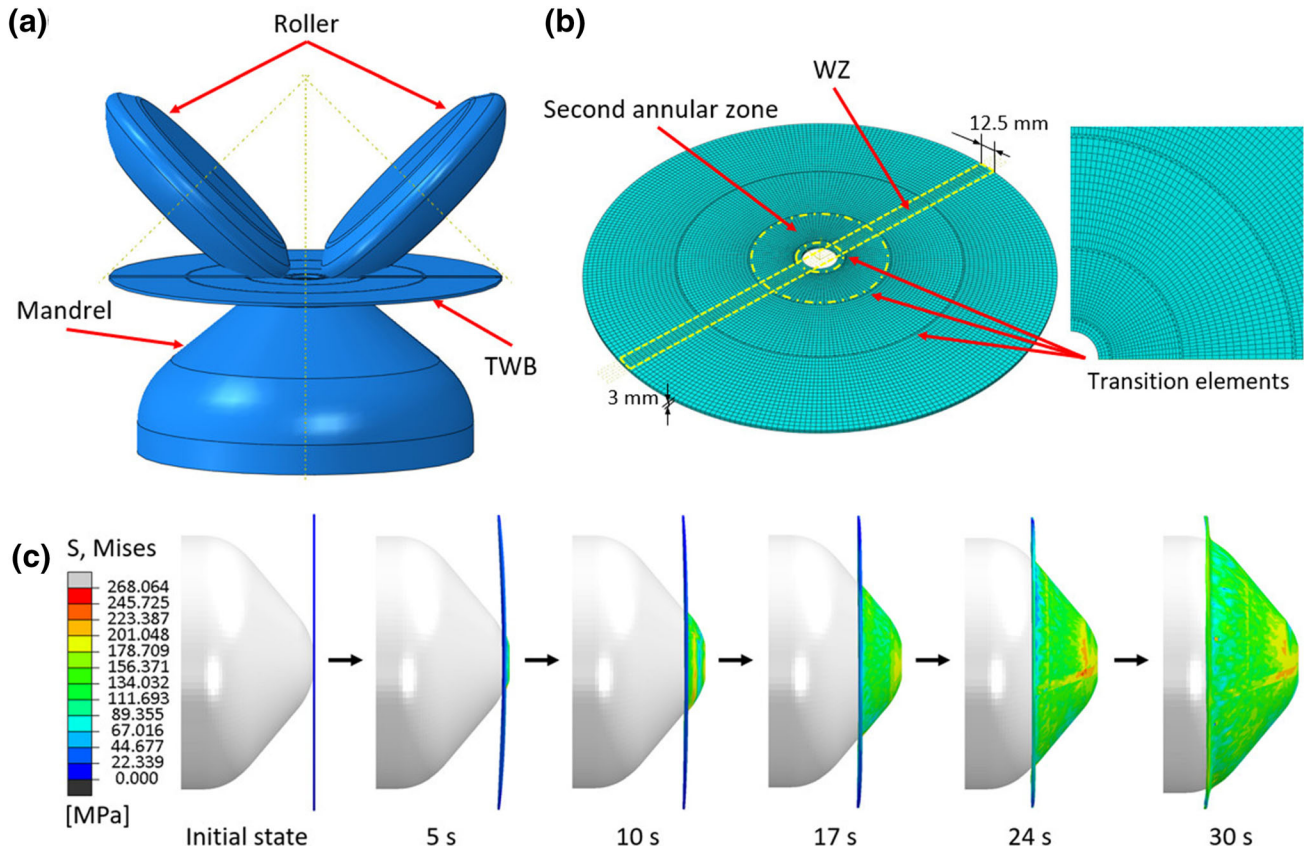 (a)
Roller
Mandrel
TWB
(b)
WZ
Second annular zone
12.5 mm
3 mm
Transition elements
(c)
S, Mises
268.064
245.725
223.387
201.048
178.709
156.371
134.032
111.693
89.355
67.016
44.677
22.339
0.000
[MPa]
Initial state
5 s
10 s
17 s
24 s
30 s